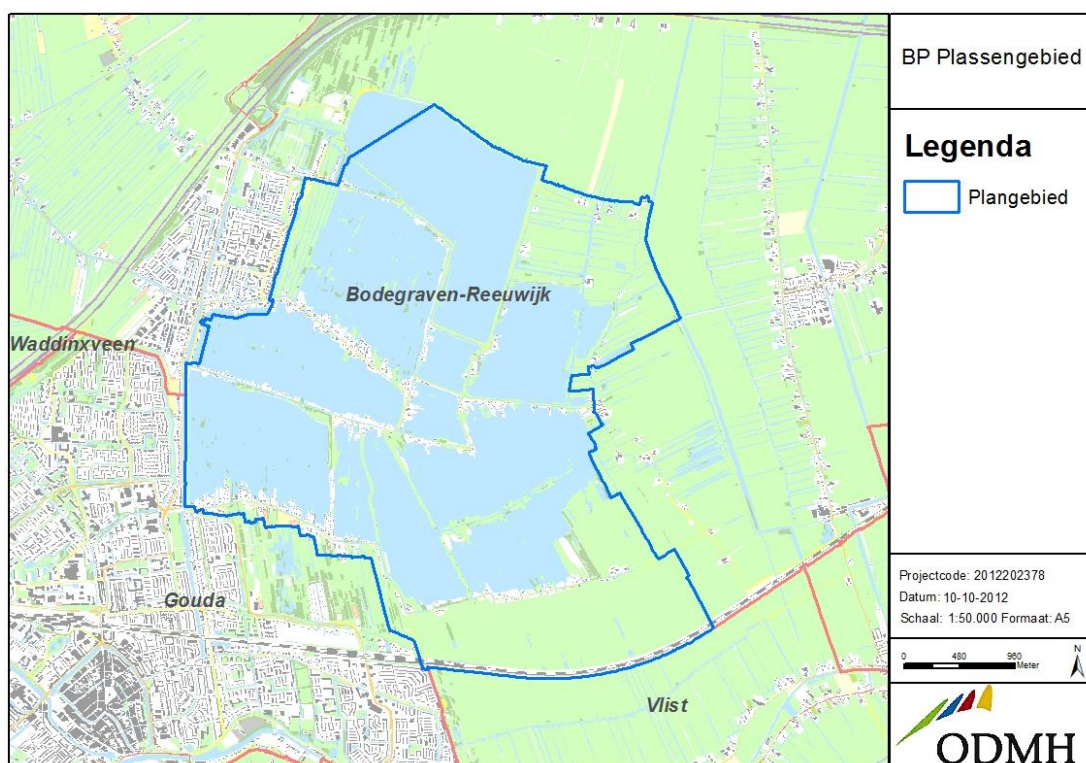 BP Plassengebied
Legenda
Plangebied
Bodegraven-Reeuwijk
Waddinxveen
Gouda
Vlist
Projectcode: 2012202378
Datum: 10-10-2012
Schaal: 1:50.000 Formaat: A5
0 480 960
Meter
N
ODMH